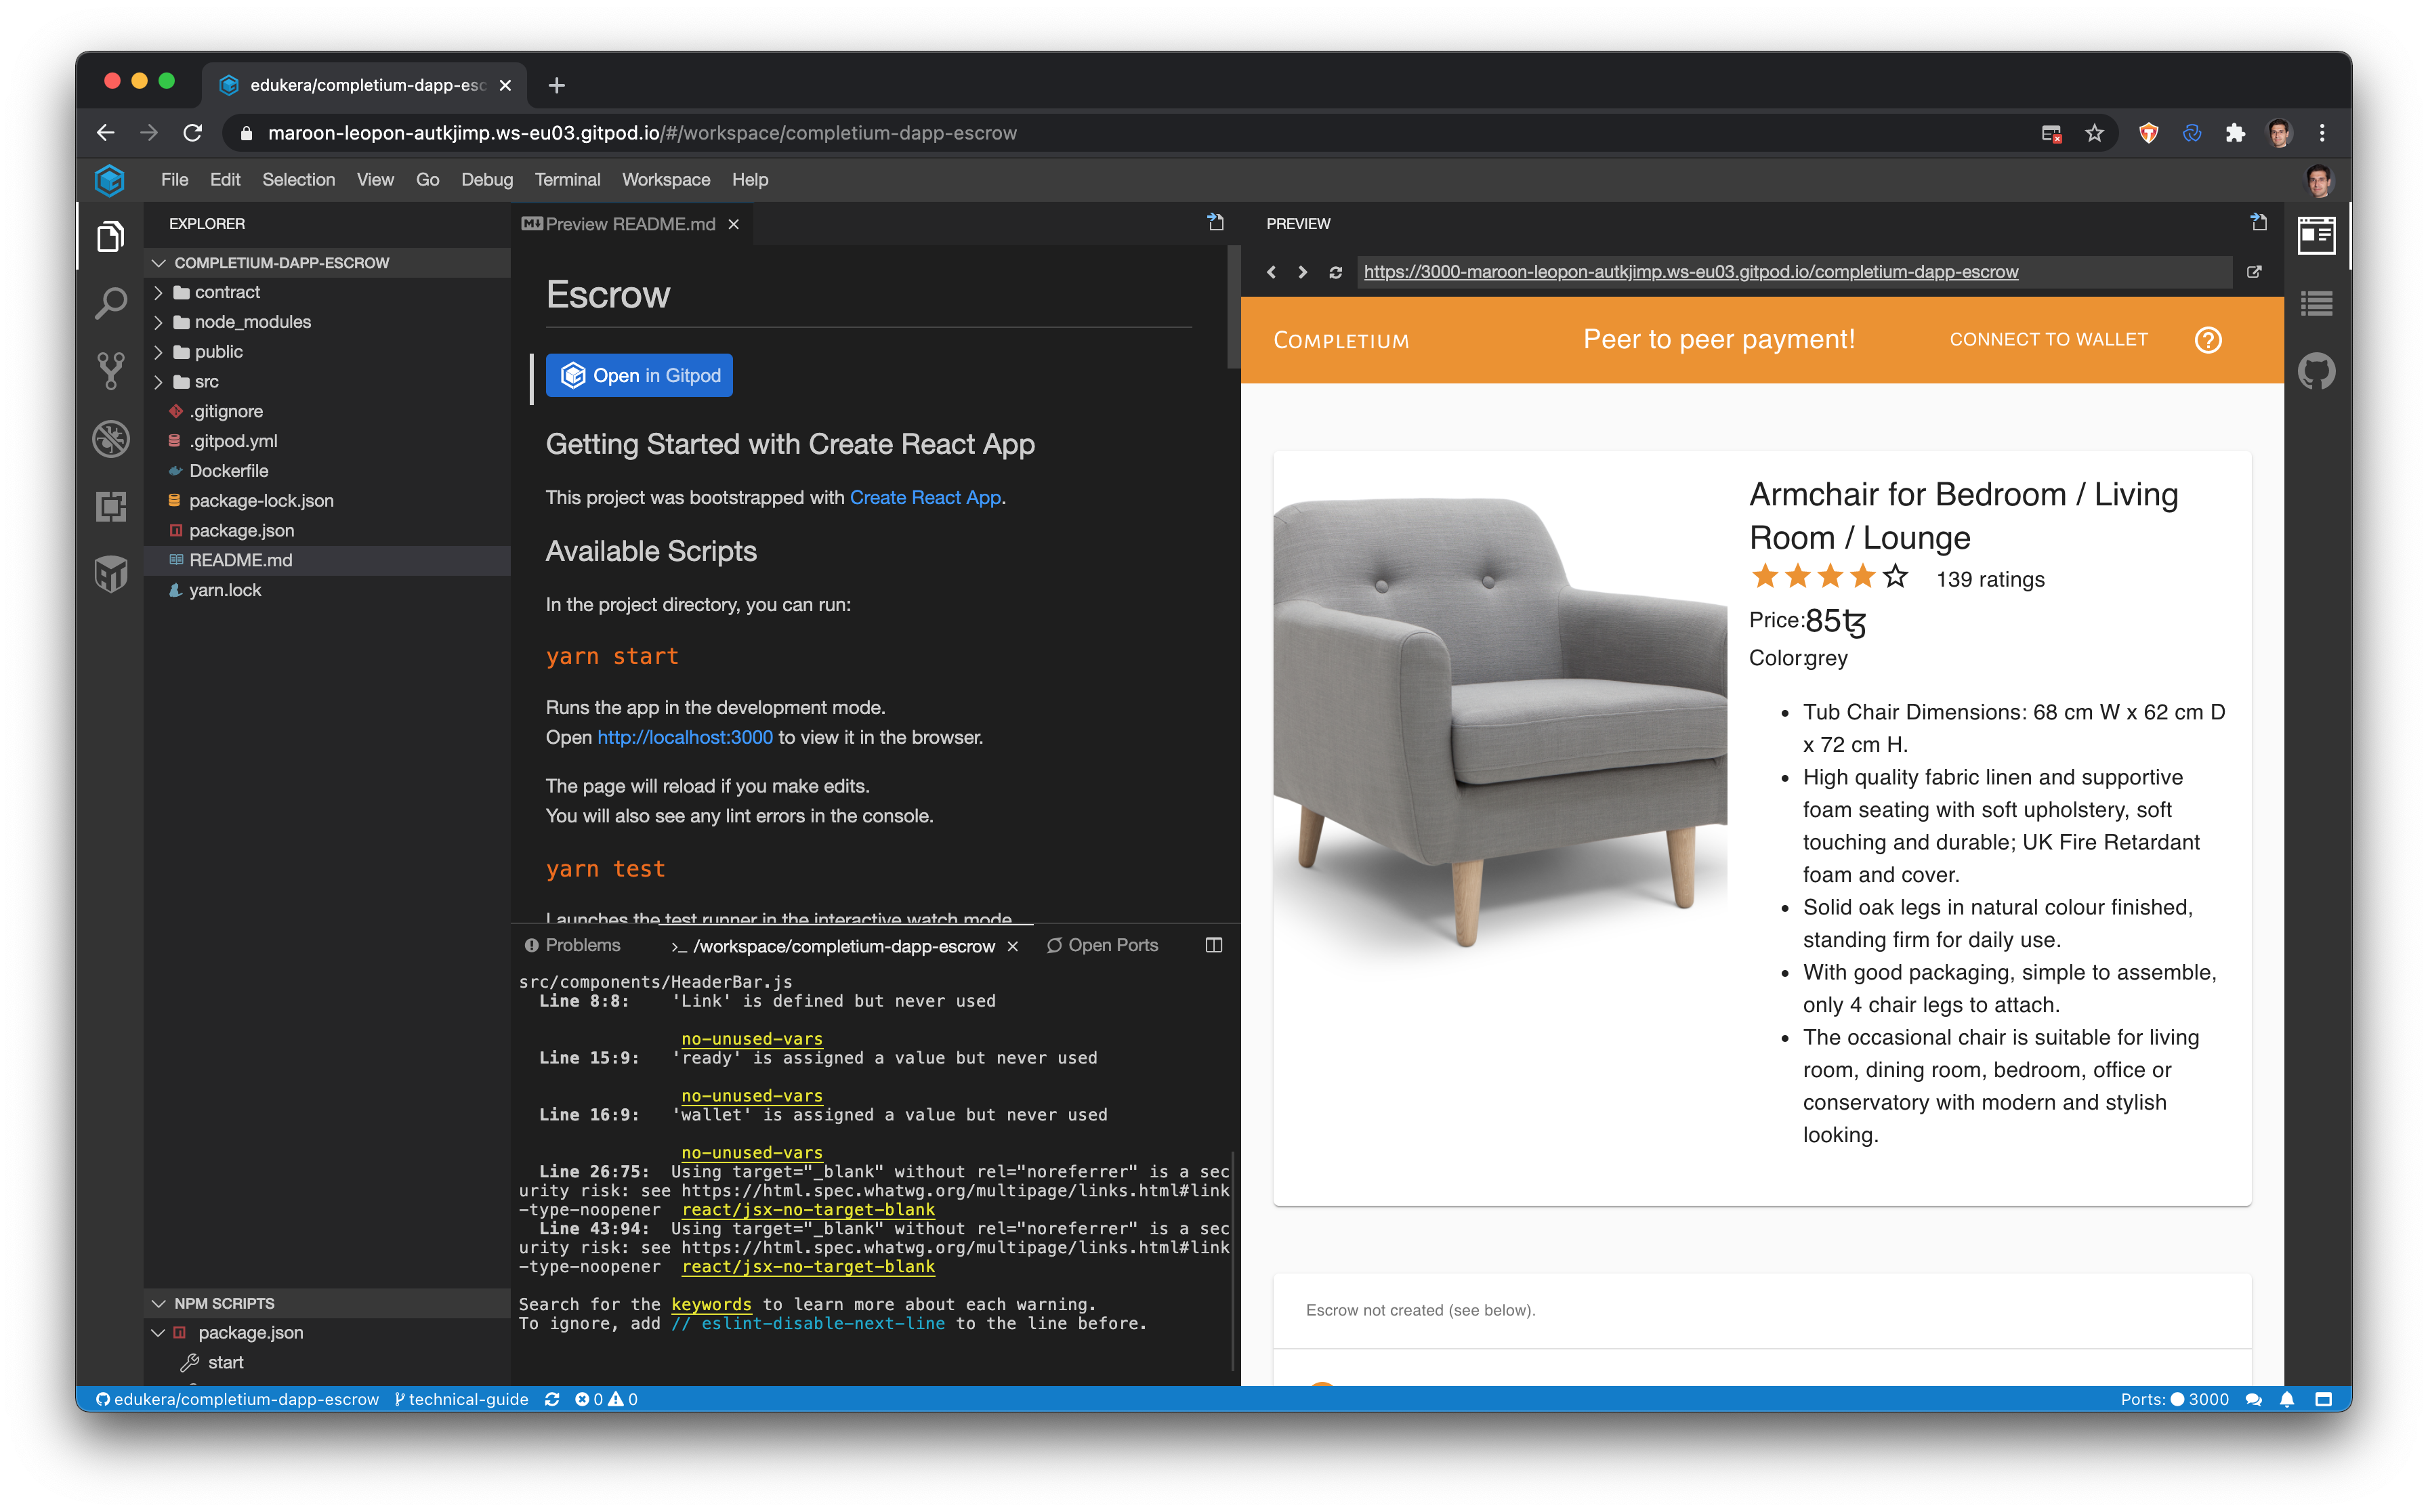 edukera/completium-dapp-esc
maroon-leopon-autkjimp.ws-eu03.gitpod.io/#/workspace/completium-dapp-escrow
File Edit Selection View Go Debug Terminal Workspace Help
EXPLORER
COMPLETIUM-DAPP-ESCROW
contract
node_modules
public
src
.gitignore
.gitpod.yml
Dockerfile
package-lock.json
package.json
README.md
yarn.lock
NPM SCRIPTS
package.json
start
Preview README.md
Escrow
Open in Gitpod
Getting Started with Create React App
This project was bootstrapped with Create React App.
Available Scripts
In the project directory, you can run:
yarn start
Runs the app in the development mode.
Open http://localhost:3000 to view it in the browser.
The page will reload if you make edits.
You will also see any lint errors in the console.
yarn test
Launches the test runner in the interactive watch mode
Problems >_ /workspace/completium-dapp-escrow Open Ports
src/components/HeaderBar.js
Line 8:8: 'Link' is defined but never used
no-unused-vars
Line 15:9: 'ready' is assigned a value but never used
no-unused-vars
Line 16:9: 'wallet' is assigned a value but never used
no-unused-vars
Line 26:75: Using target="_blank" without rel="noreferrer" is a sec
urity risk: see https://html.spec.whatwg.org/multipage/links.html#link
-type-noopener react/jsx-no-target-blank
Line 43:94: Using target="_blank" without rel="noreferrer" is a sec
urity risk: see https://html.spec.whatwg.org/multipage/links.html#link
-type-noopener react/jsx-no-target-blank
Search for the keywords to learn more about each warning.
To ignore, add // eslint-disable-next-line to the line before.
PREVIEW
https://3000-maroon-leopon-autkjimp.ws-eu03.gitpod.io/completium-dapp-escrow
COMPLETIUM Peer to peer payment! CONNECT TO WALLET
Armchair for Bedroom / Living
Room / Lounge
139 ratings
Price:85ꜩ
Color:grey
• Tub Chair Dimensions: 68 cm W x 62 cm D
x 72 cm H.
• High quality fabric linen and supportive
foam seating with soft upholstery, soft
touching and durable; UK Fire Retardant
foam and cover.
• Solid oak legs in natural colour finished,
standing firm for daily use.
• With good packaging, simple to assemble,
only 4 chair legs to attach.
• The occasional chair is suitable for living
room, dining room, bedroom, office or
conservatory with modern and stylish
looking.
Escrow not created (see below).
edukera/completium-dapp-escrow technical-guide 0 0 Ports: 3000